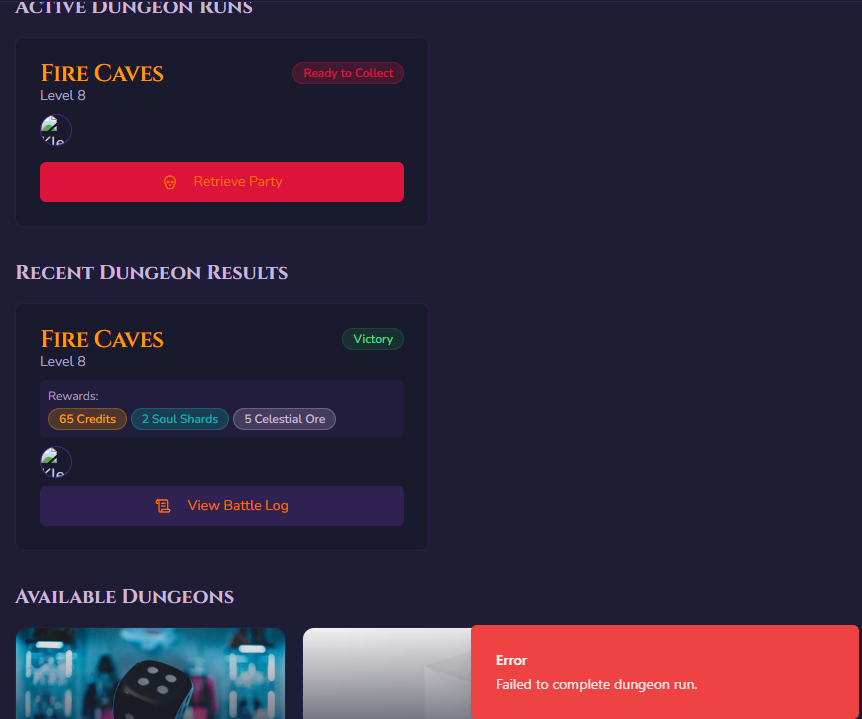 Active Dungeon Runs
Fire Caves
Ready to Collect
Level 8
Kle
Retrieve Party
Recent Dungeon Results
Fire Caves
Victory
Level 8
Rewards:
65 Credits 2 Soul Shards 5 Celestial Ore
Kle
View Battle Log
Available Dungeons
Error
Failed to complete dungeon run.